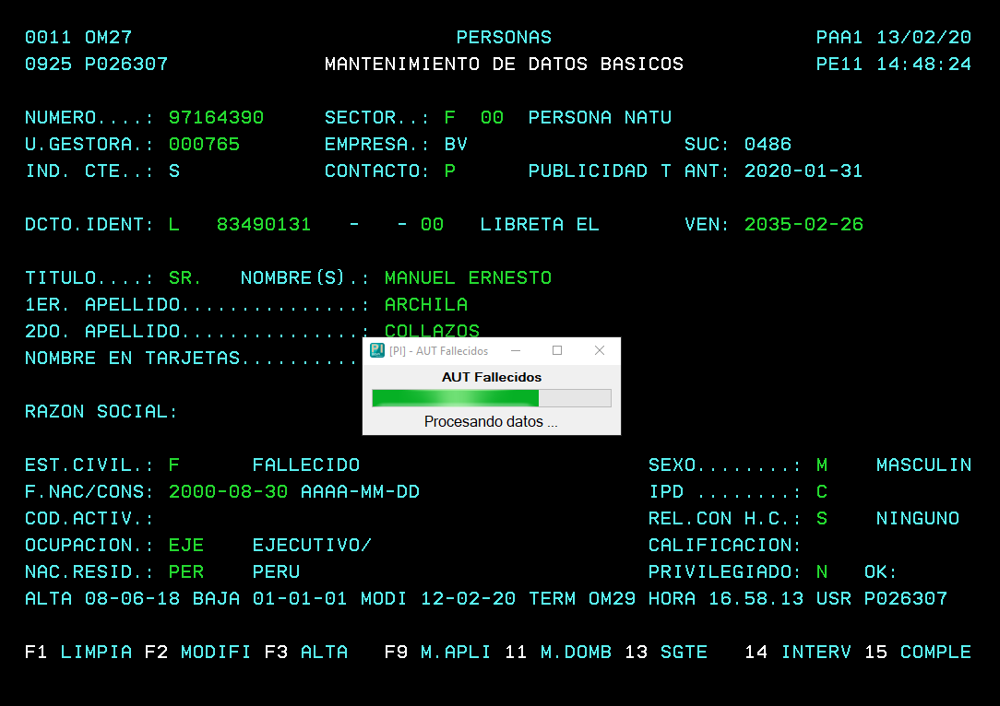 0011 OM27 PERSONAS PAA1 13/02/20
0925 P026307 MANTENIMIENTO DE DATOS BASICOS PE11 14:48:24
NUMERO....: 97164390 SECTOR..: F 00 PERSONA NATU
U.GESTORA.: 000765 EMPRESA.: BV SUC: 0486
IND. CTE..: S CONTACTO: P PUBLICIDAD T ANT: 2020-01-31
DCTO.IDENT: L 83490131 - - 00 LIBRETA EL VEN: 2035-02-26
TITULO....: SR. NOMBRE(S).: MANUEL ERNESTO
1ER. APELLIDO...............: ARCHILA
2DO. APELLIDO...............: COLLAZOS
NOMBRE EN TARJETAS..........
[PI] - AUT Fallecidos
AUT Fallecidos
Procesando datos ...
RAZON SOCIAL:
EST.CIVIL.: F FALLECIDO SEXO........: M MASCULIN
F.NAC/CONS: 2000-08-30 AAAA-MM-DD IPD ........: C
COD.ACTIV.: REL.CON H.C.: S NINGUNO
OCUPACION.: EJE EJECUTIVO/ CALIFICACION:
NAC.RESID.: PER PERU PRIVILEGIADO: N OK:
ALTA 08-06-18 BAJA 01-01-01 MODI 12-02-20 TERM OM29 HORA 16.58.13 USR P026307
F1 LIMPIA F2 MODIFI F3 ALTA F9 M.APLI 11 M.DOMB 13 SGTE 14 INTERV 15 COMPLE